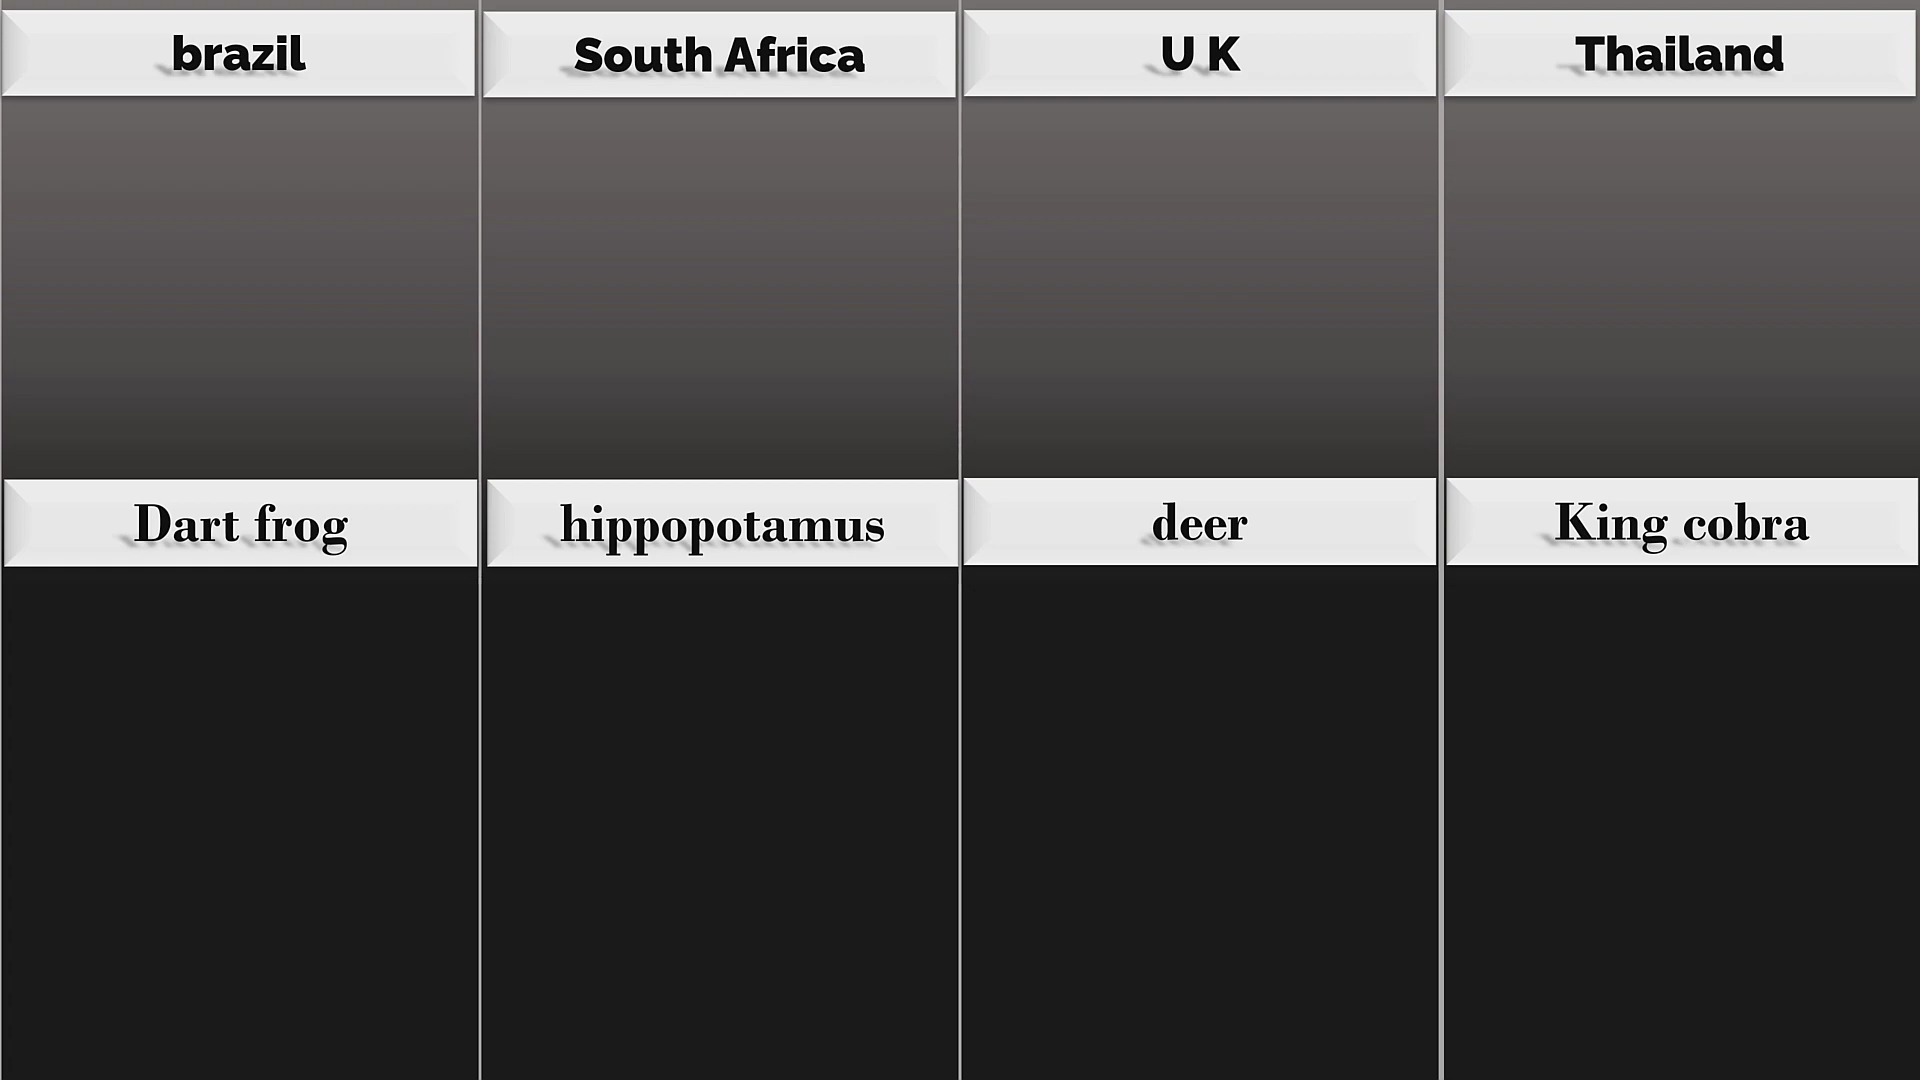 brazil
South Africa
U K
Thailand
Dart frog
hippopotamus
deer
King cobra